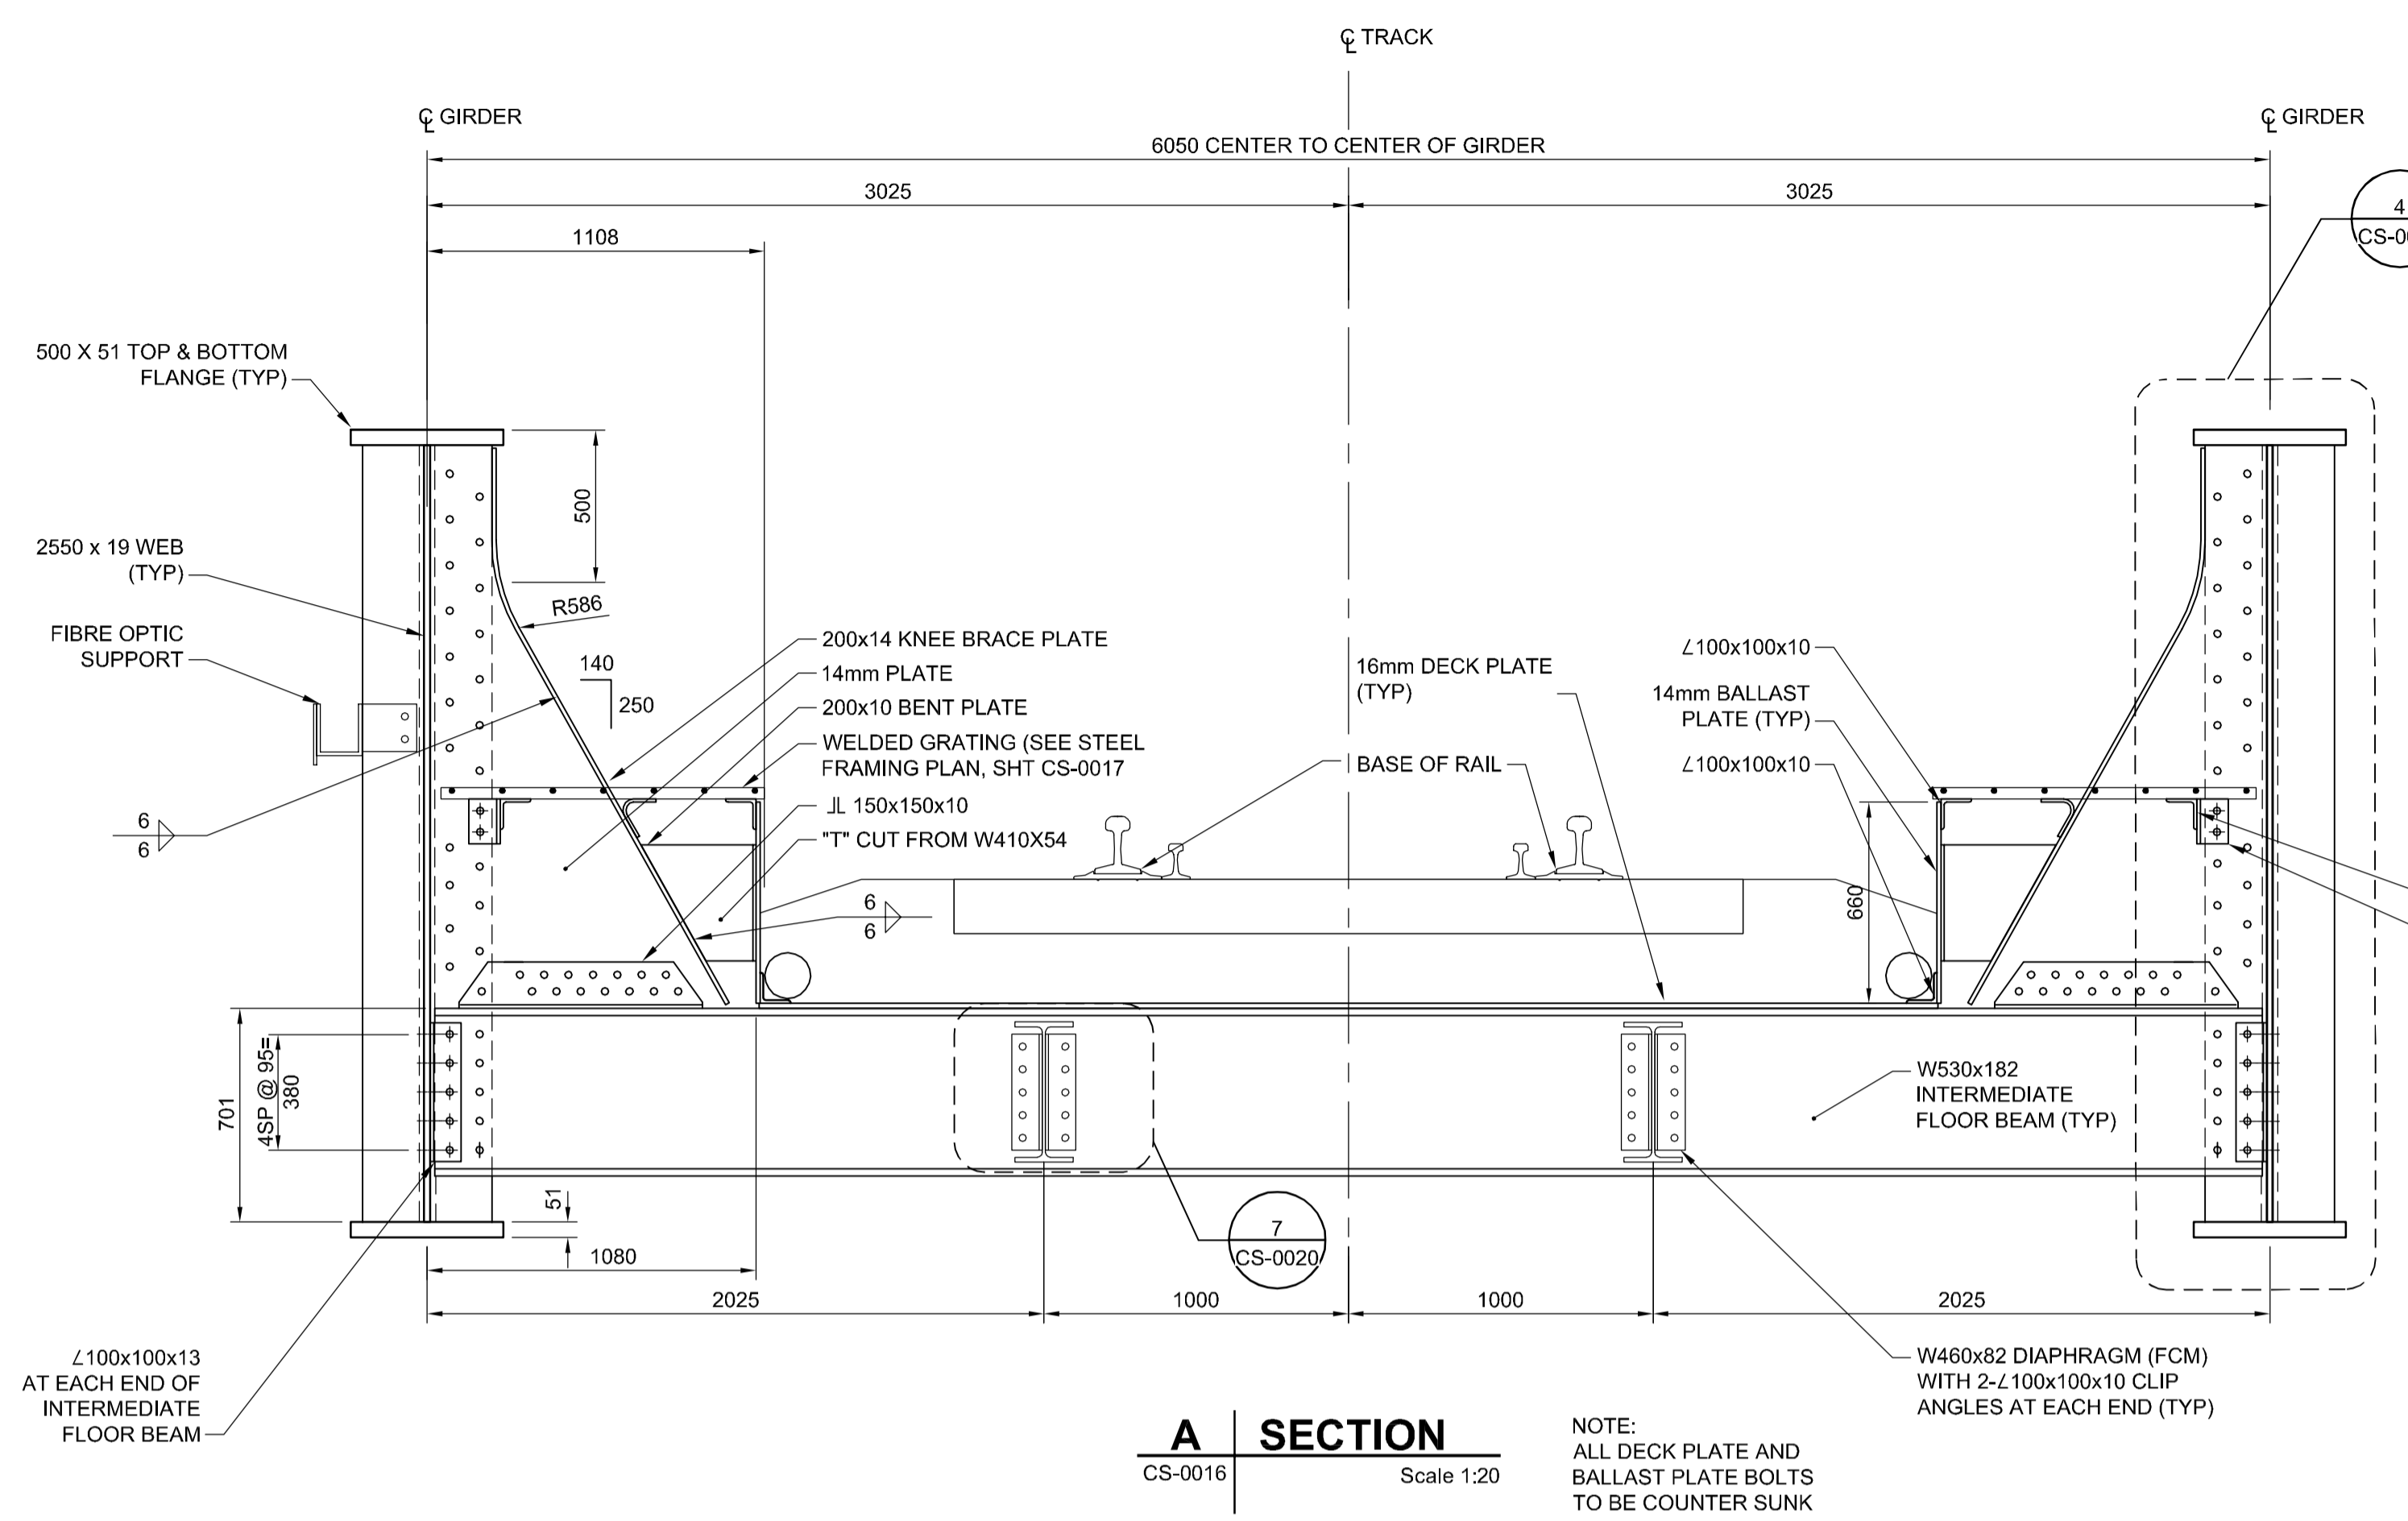 ℄ TRACK
℄ GIRDER
℄ GIRDER
6050 CENTER TO CENTER OF GIRDER
3025
3025
1108
4
500 X 51 TOP & BOTTOM
FLANGE (TYP)
500
2550 x 19 WEB
(TYP)
R586
FIBRE OPTIC
SUPPORT
140
250
200x14 KNEE BRACE PLATE
14mm PLATE
200x10 BENT PLATE
WELDED GRATING (SEE STEEL
FRAMING PLAN, SHT CS-0017
⅃L 150x150x10
"T" CUT FROM W410X54
16mm DECK PLATE
(TYP)
BASE OF RAIL
∠100x100x10
14mm BALLAST
PLATE (TYP)
∠100x100x10
6
6
6
6
660
701
4SP @ 95=
380
51
W530x182
INTERMEDIATE
FLOOR BEAM (TYP)
7
CS-0020
1080
2025
1000
1000
2025
∠100x100x13
AT EACH END OF
INTERMEDIATE
FLOOR BEAM
W460x82 DIAPHRAGM (FCM)
WITH 2-∠100x100x10 CLIP
ANGLES AT EACH END (TYP)
A SECTION
CS-0016 Scale 1:20
NOTE:
ALL DECK PLATE AND
BALLAST PLATE BOLTS
TO BE COUNTER SUNK